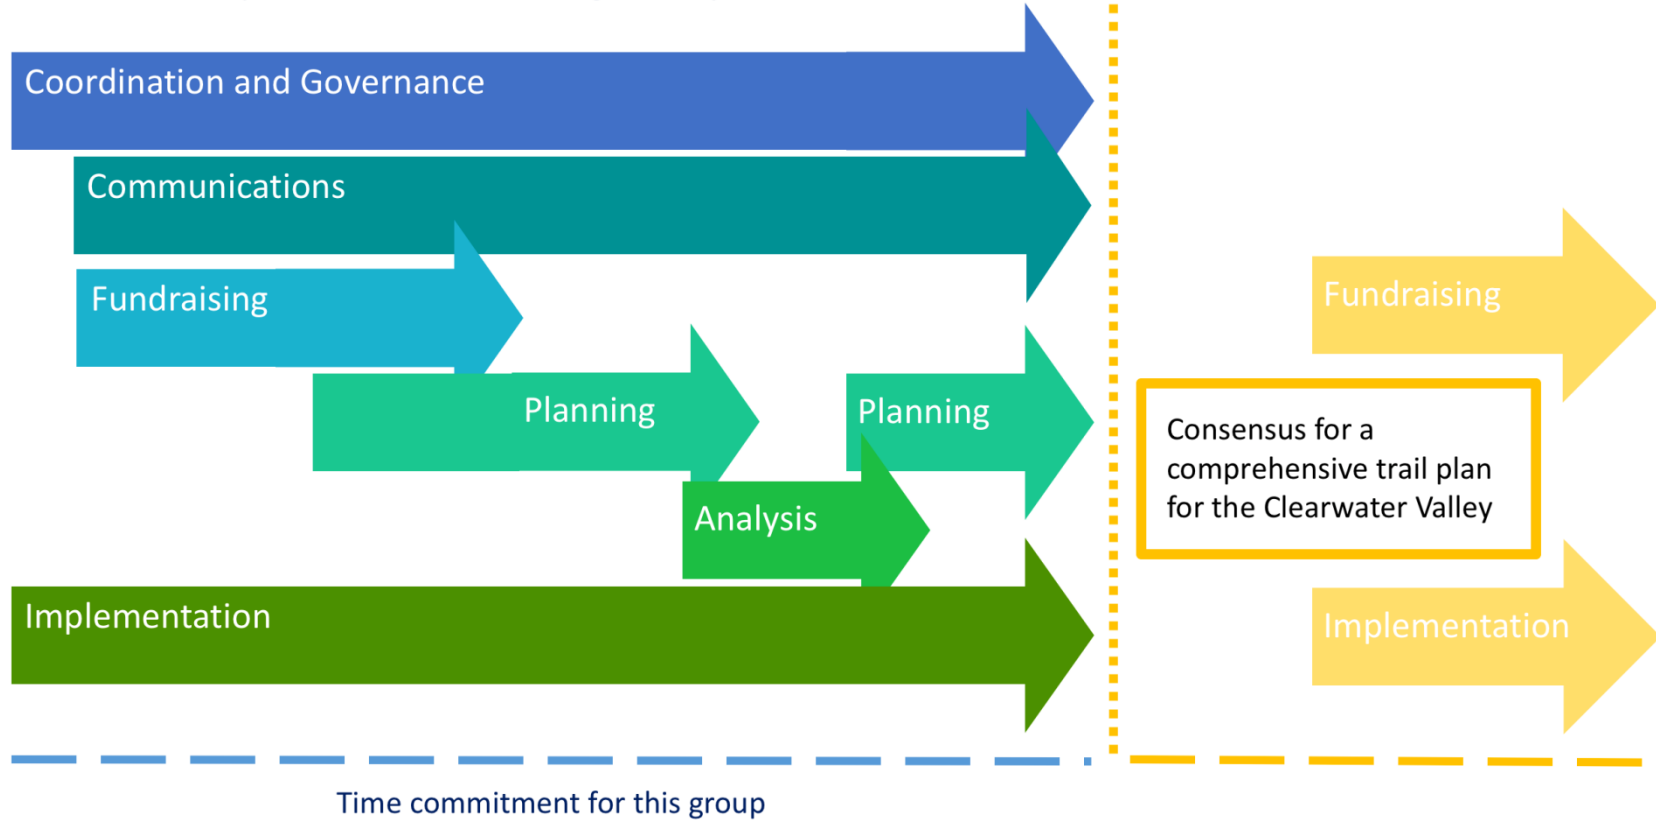 Coordination and Governance
Communications
Fundraising
Fundraising
Planning
Planning
Consensus for a
comprehensive trail plan
for the Clearwater Valley
Analysis
Implementation
Implementation
Time commitment for this group